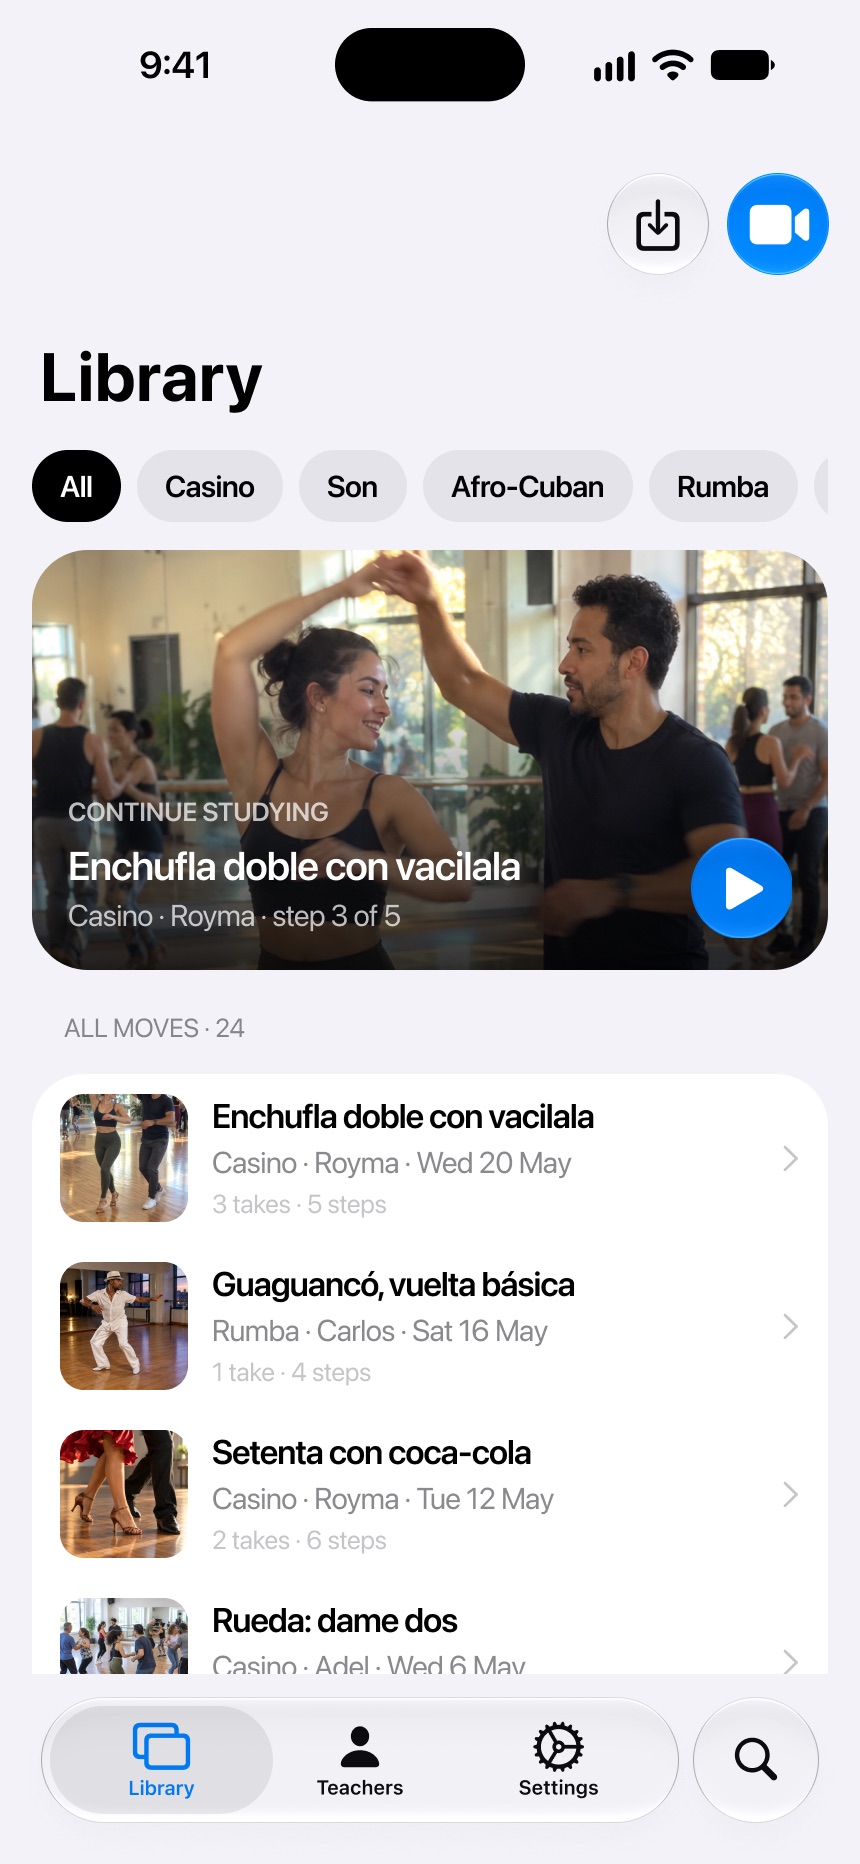 9:41
Library
All
Casino
Son
Afro-Cuban
Rumba
CONTINUE STUDYING
Enchufla doble con vacilala
Casino · Royma · step 3 of 5
ALL MOVES · 24
Enchufla doble con vacilala
Casino · Royma · Wed 20 May
3 takes · 5 steps
Guaguancó, vuelta básica
Rumba · Carlos · Sat 16 May
1 take · 4 steps
Setenta con coca-cola
Casino · Royma · Tue 12 May
2 takes · 6 steps
Rueda: dame dos
Casino · Adel · Wed 6 May
Library
Teachers
Settings